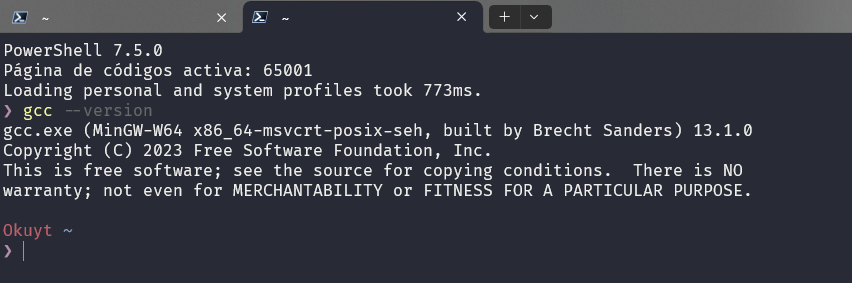 ~
~
PowerShell 7.5.0
Página de códigos activa: 65001
Loading personal and system profiles took 773ms.
❯ gcc --version
gcc.exe (MinGW-W64 x86_64-msvcrt-posix-seh, built by Brecht Sanders) 13.1.0
Copyright (C) 2023 Free Software Foundation, Inc.
This is free software; see the source for copying conditions.  There is NO
warranty; not even for MERCHANTABILITY or FITNESS FOR A PARTICULAR PURPOSE.
Okuyt ~
❯